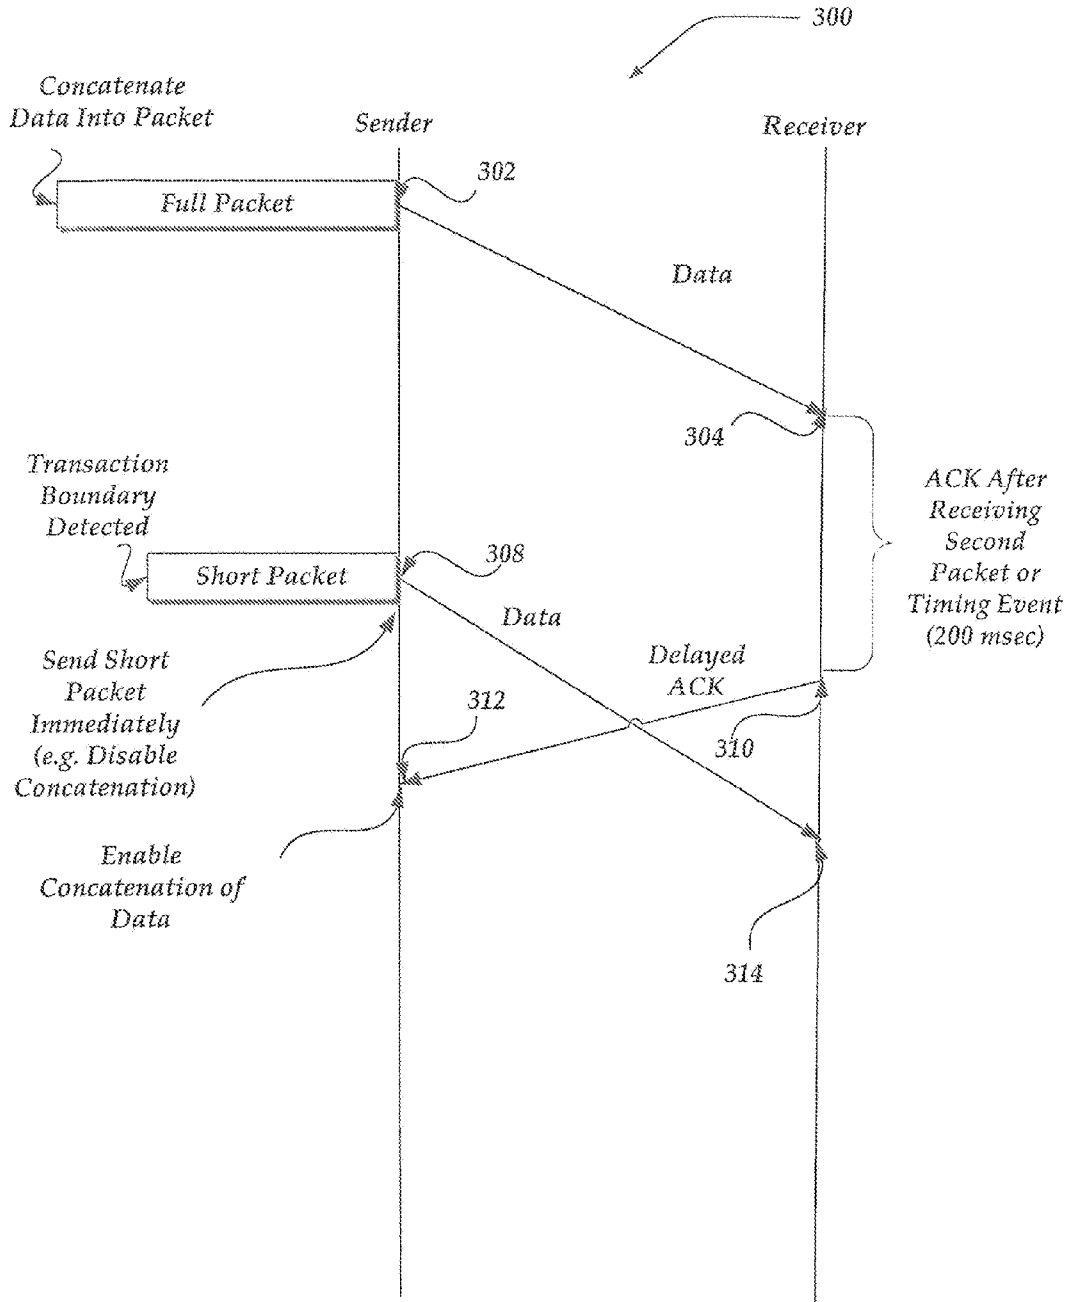 300
Concatenate
Data Into Packet
Sender
Receiver
302
Full Packet
Data
304
Transaction
Boundary
Detected
ACK After
Receiving
Second
Packet or
Timing Event
(200 msec)
308
Short Packet
Data
Send Short
Packet
Immediately
(e.g. Disable
Concatenation)
Delayed
ACK
312
310
Enable
Concatenation of
Data
314